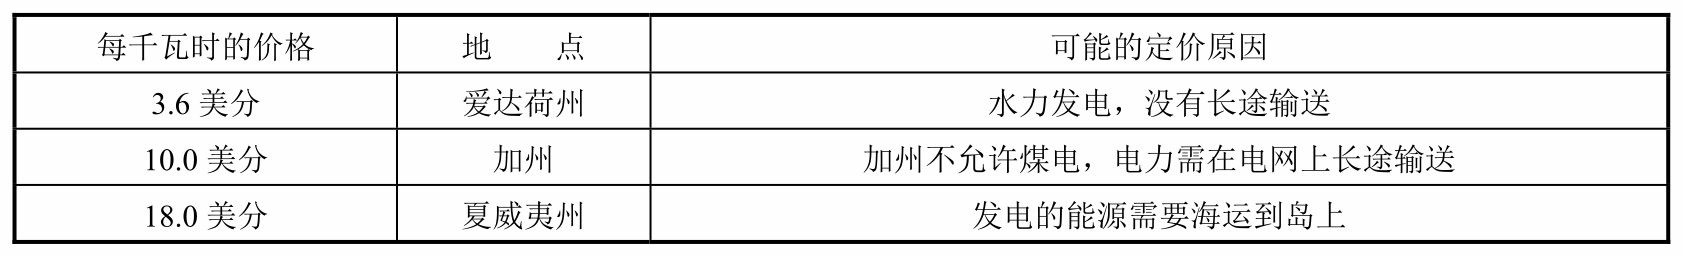 每千瓦时的价格 地 点 可能的定价原因
3.6 美分 爱达荷州 水力发电，没有长途输送
10.0 美分 加州 加州不允许煤电，电力需在电网上长途输送
18.0 美分 夏威夷州 发电的能源需要海运到岛上